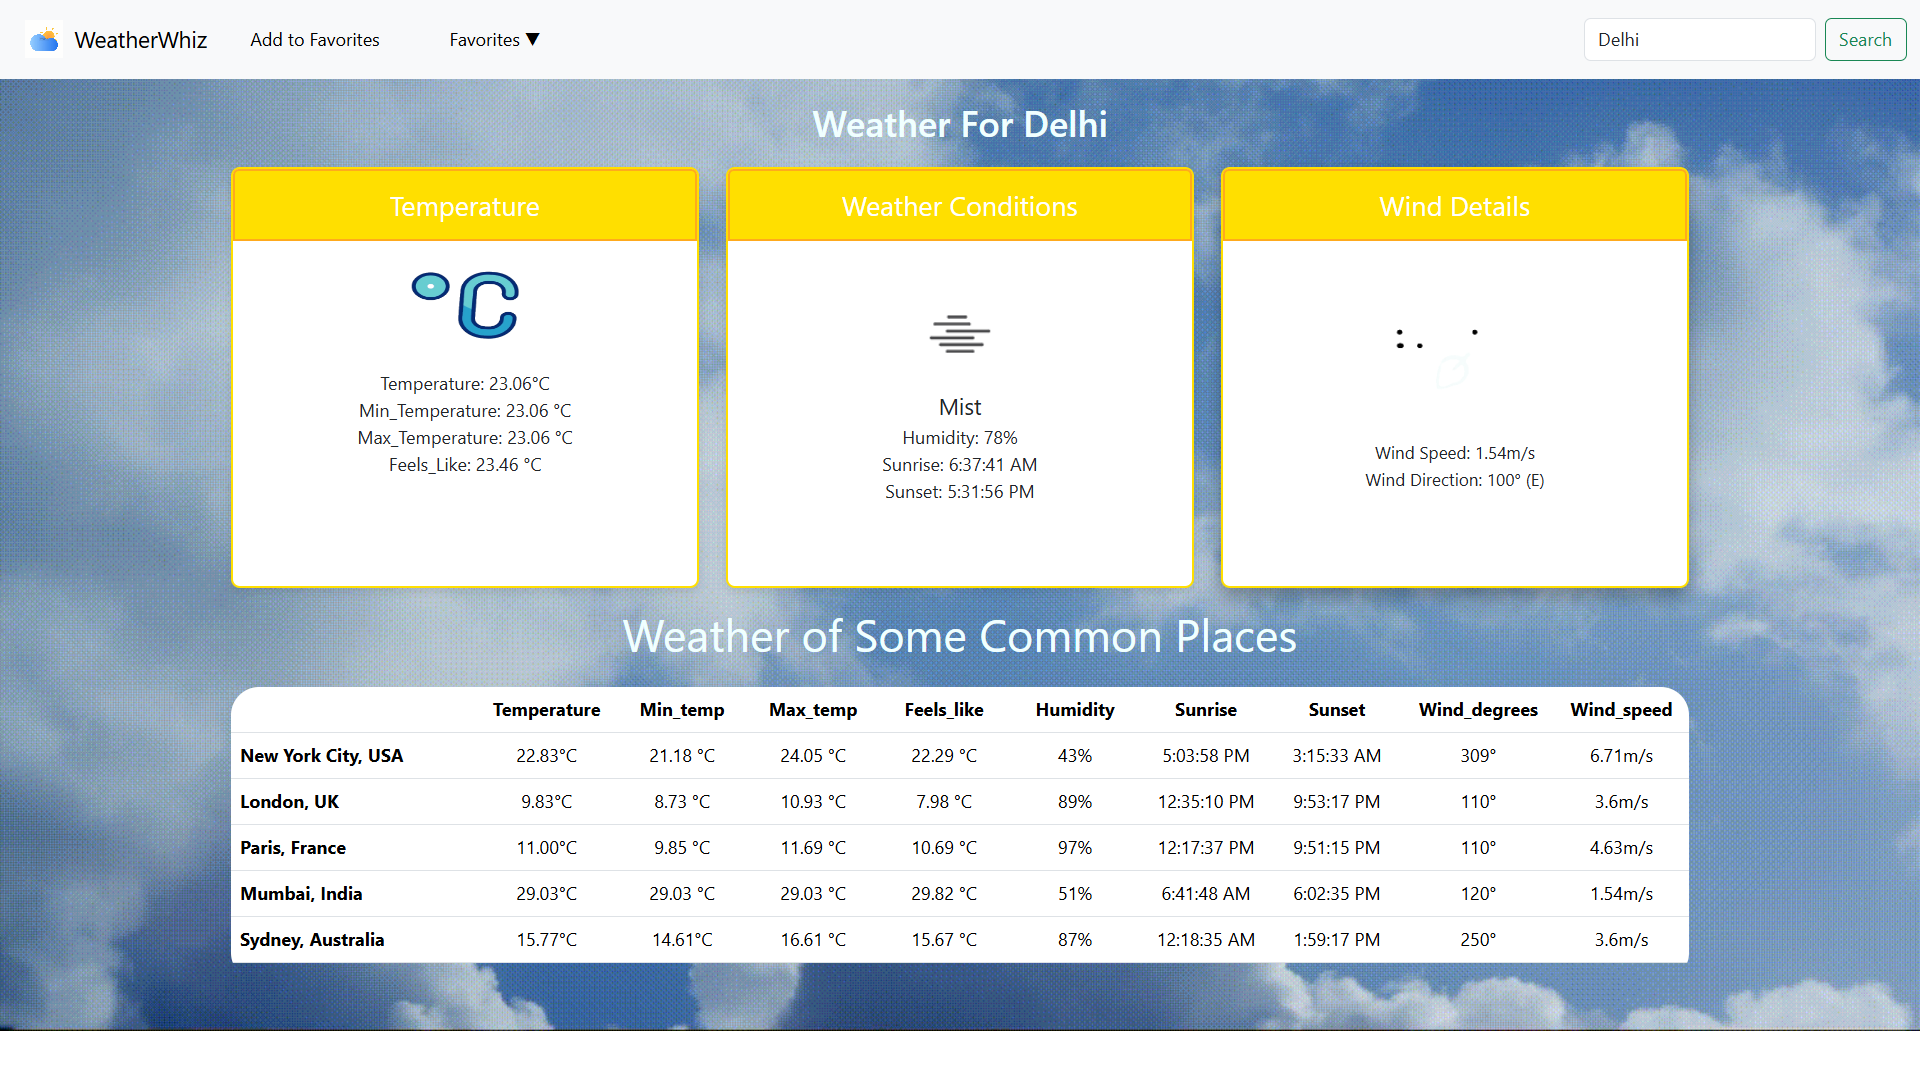 WeatherWhiz Add to Favorites Favorites ▼ Delhi Search
Weather For Delhi
Temperature
°C
Temperature: 23.06°C
Min_Temperature: 23.06 °C
Max_Temperature: 23.06 °C
Feels_Like: 23.46 °C
Weather Conditions
Mist
Humidity: 78%
Sunrise: 6:37:41 AM
Sunset: 5:31:56 PM
Wind Details
Wind Speed: 1.54m/s
Wind Direction: 100° (E)
Weather of Some Common Places
Temperature Min_temp Max_temp Feels_like Humidity Sunrise Sunset Wind_degrees Wind_speed
New York City, USA 22.83°C 21.18 °C 24.05 °C 22.29 °C 43% 5:03:58 PM 3:15:33 AM 309° 6.71m/s
London, UK 9.83°C 8.73 °C 10.93 °C 7.98 °C 89% 12:35:10 PM 9:53:17 PM 110° 3.6m/s
Paris, France 11.00°C 9.85 °C 11.69 °C 10.69 °C 97% 12:17:37 PM 9:51:15 PM 110° 4.63m/s
Mumbai, India 29.03°C 29.03 °C 29.03 °C 29.82 °C 51% 6:41:48 AM 6:02:35 PM 120° 1.54m/s
Sydney, Australia 15.77°C 14.61°C 16.61 °C 15.67 °C 87% 12:18:35 AM 1:59:17 PM 250° 3.6m/s